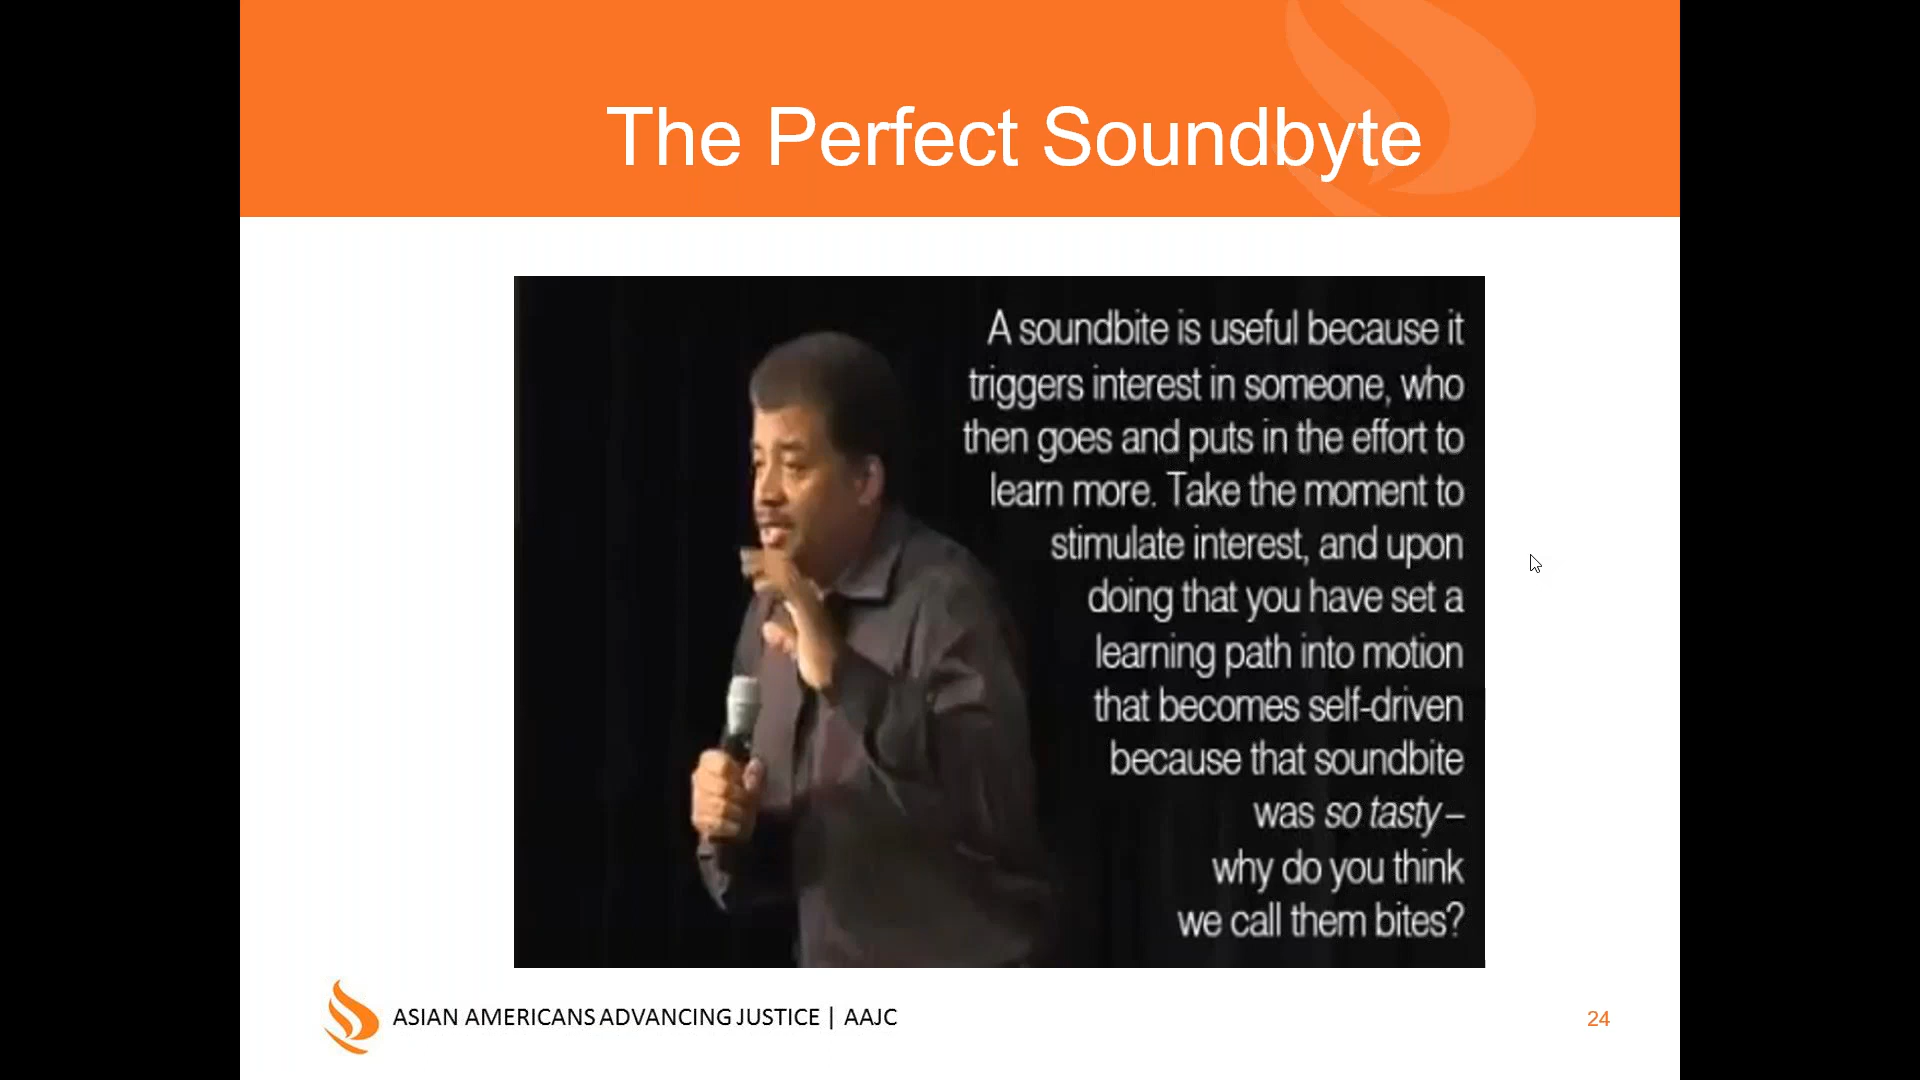 The Perfect Soundbyte
A soundbite is useful because it
triggers interest in someone, who
then goes and puts in the effort to
learn more. Take the moment to
stimulate interest, and upon
doing that you have set a
learning path into motion
that becomes self-driven
because that soundbite
was so tasty –
why do you think
we call them bites?
ASIAN AMERICANS ADVANCING JUSTICE | AAJC
24